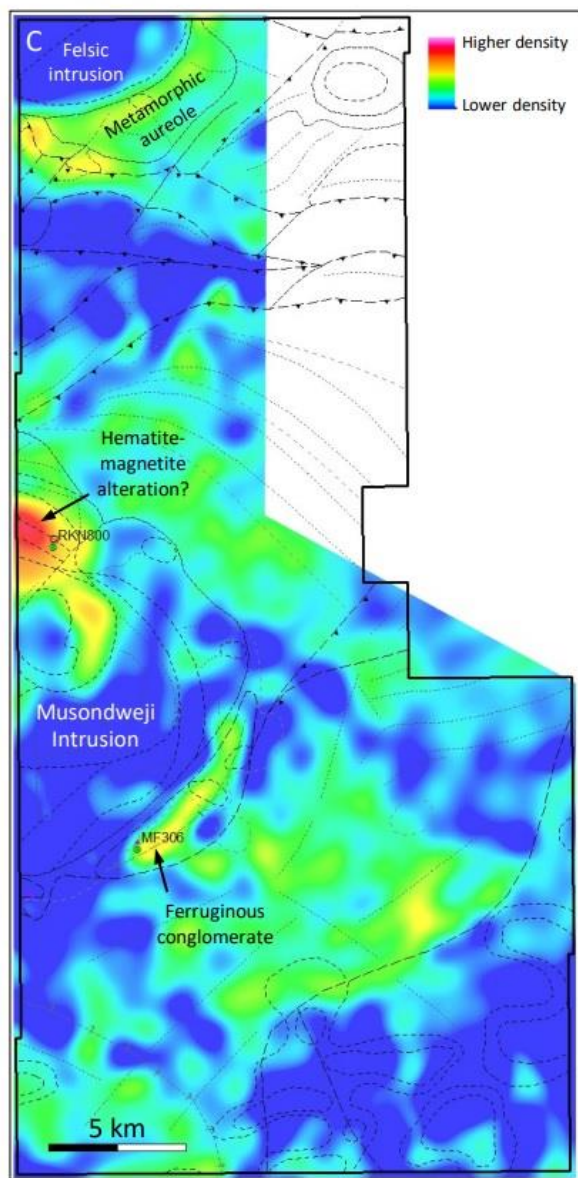 C
Felsic
intrusion
Higher density
Lower density
Metamorphic
aureole
Hematite-
magnetite
alteration?
RKN800
Musondweji
Intrusion
MF306
Ferruginous
conglomerate
5 km